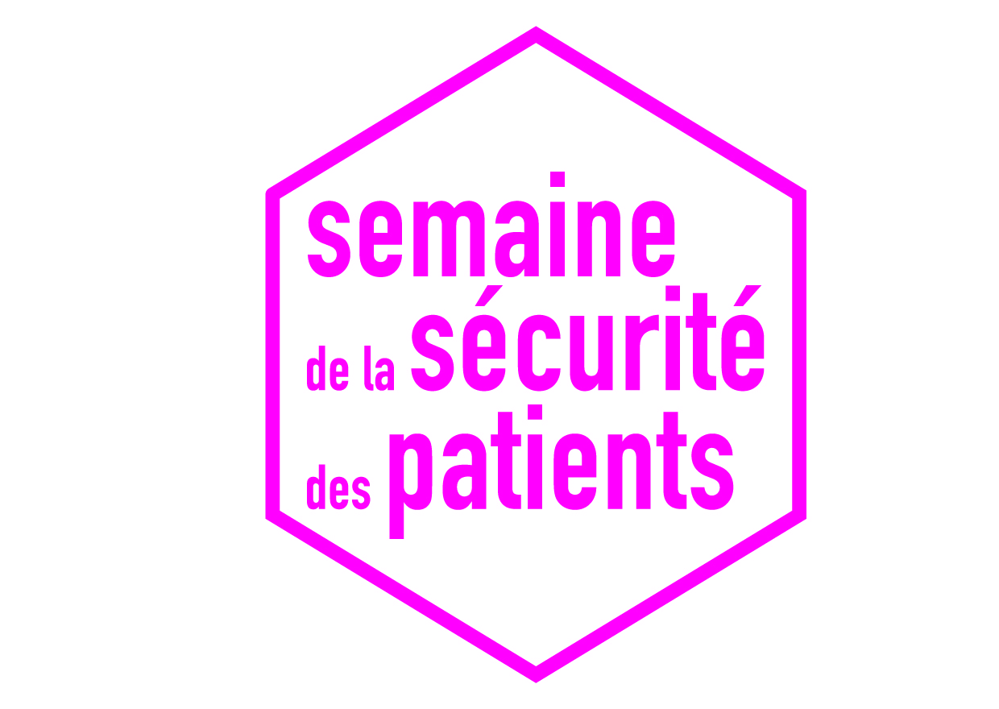 semaine
de la sécurité
des patients